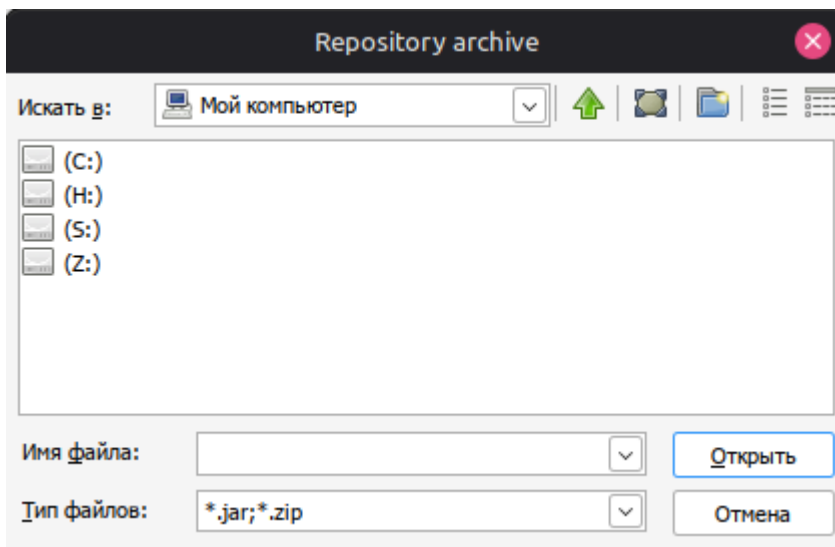 Repository archive
Искать в: Мой компьютер
(C:)
(H:)
(S:)
(Z:)
Имя файла: Открыть
Тип файлов: *.jar;*.zip Отмена